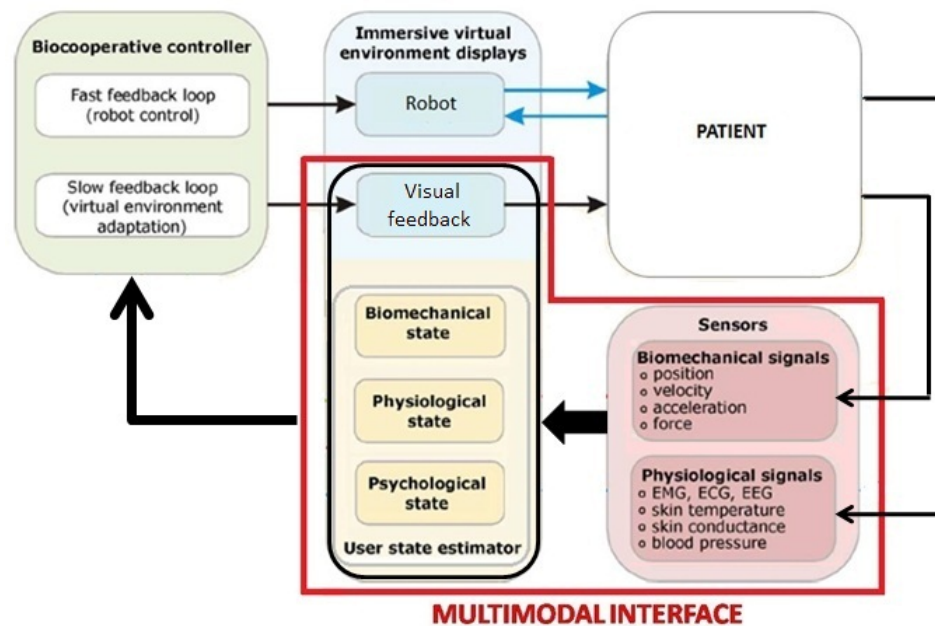 Biocooperative controller
Fast feedback loop
(robot control)
Slow feedback loop
(virtual environment
adaptation)
Immersive virtual
environment displays
Robot
Visual
feedback
PATIENT
Biomechanical
state
Physiological
state
Psychological
state
User state estimator
Sensors
Biomechanical signals
position
velocity
acceleration
force
Physiological signals
EMG, ECG, EEG
skin temperature
skin conductance
blood pressure
MULTIMODAL INTERFACE